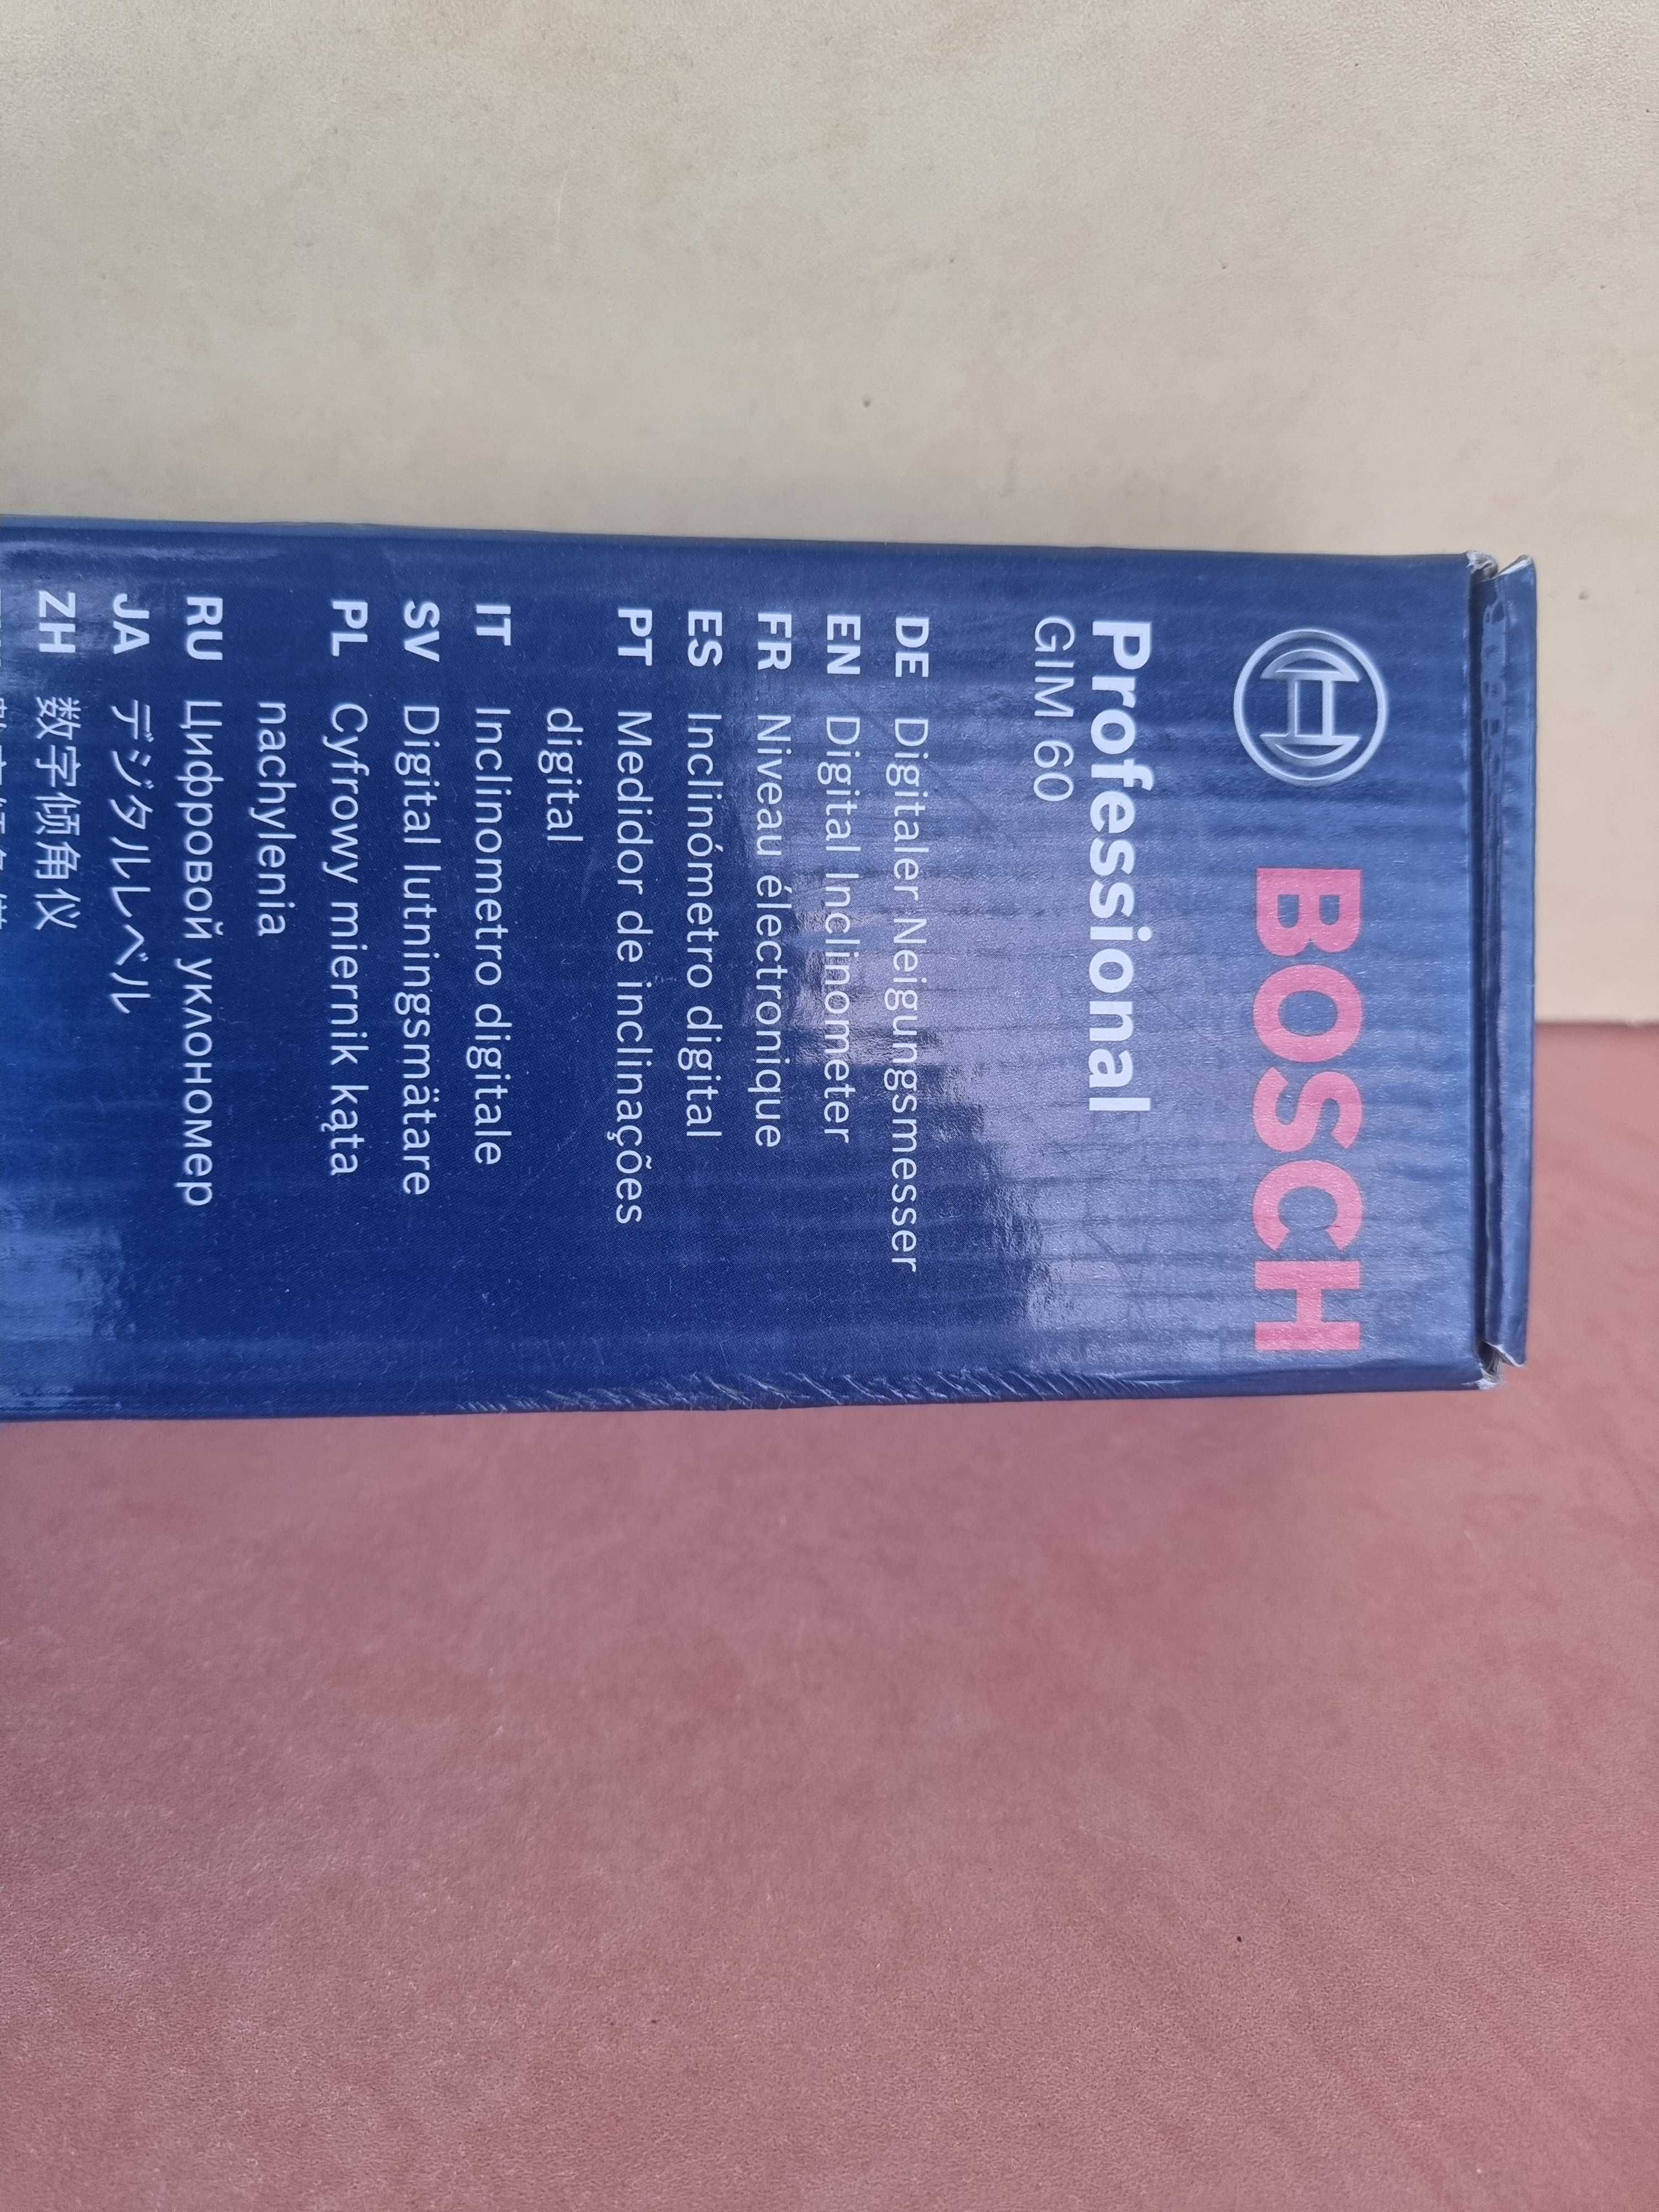 BOSCH
Professional
GIM 60
DE Digitaler Neigungsmesser
EN Digital Inclinometer
FR Niveau électronique
ES Inclinómetro digital
PT Medidor de inclinações
digital
IT Inclinometro digitale
SV Digital lutningsmätare
PL Cyfrowy miernik kąta
nachylenia
RU Цифровой уклономер
JA デジタルレベル
ZH 数字倾角仪